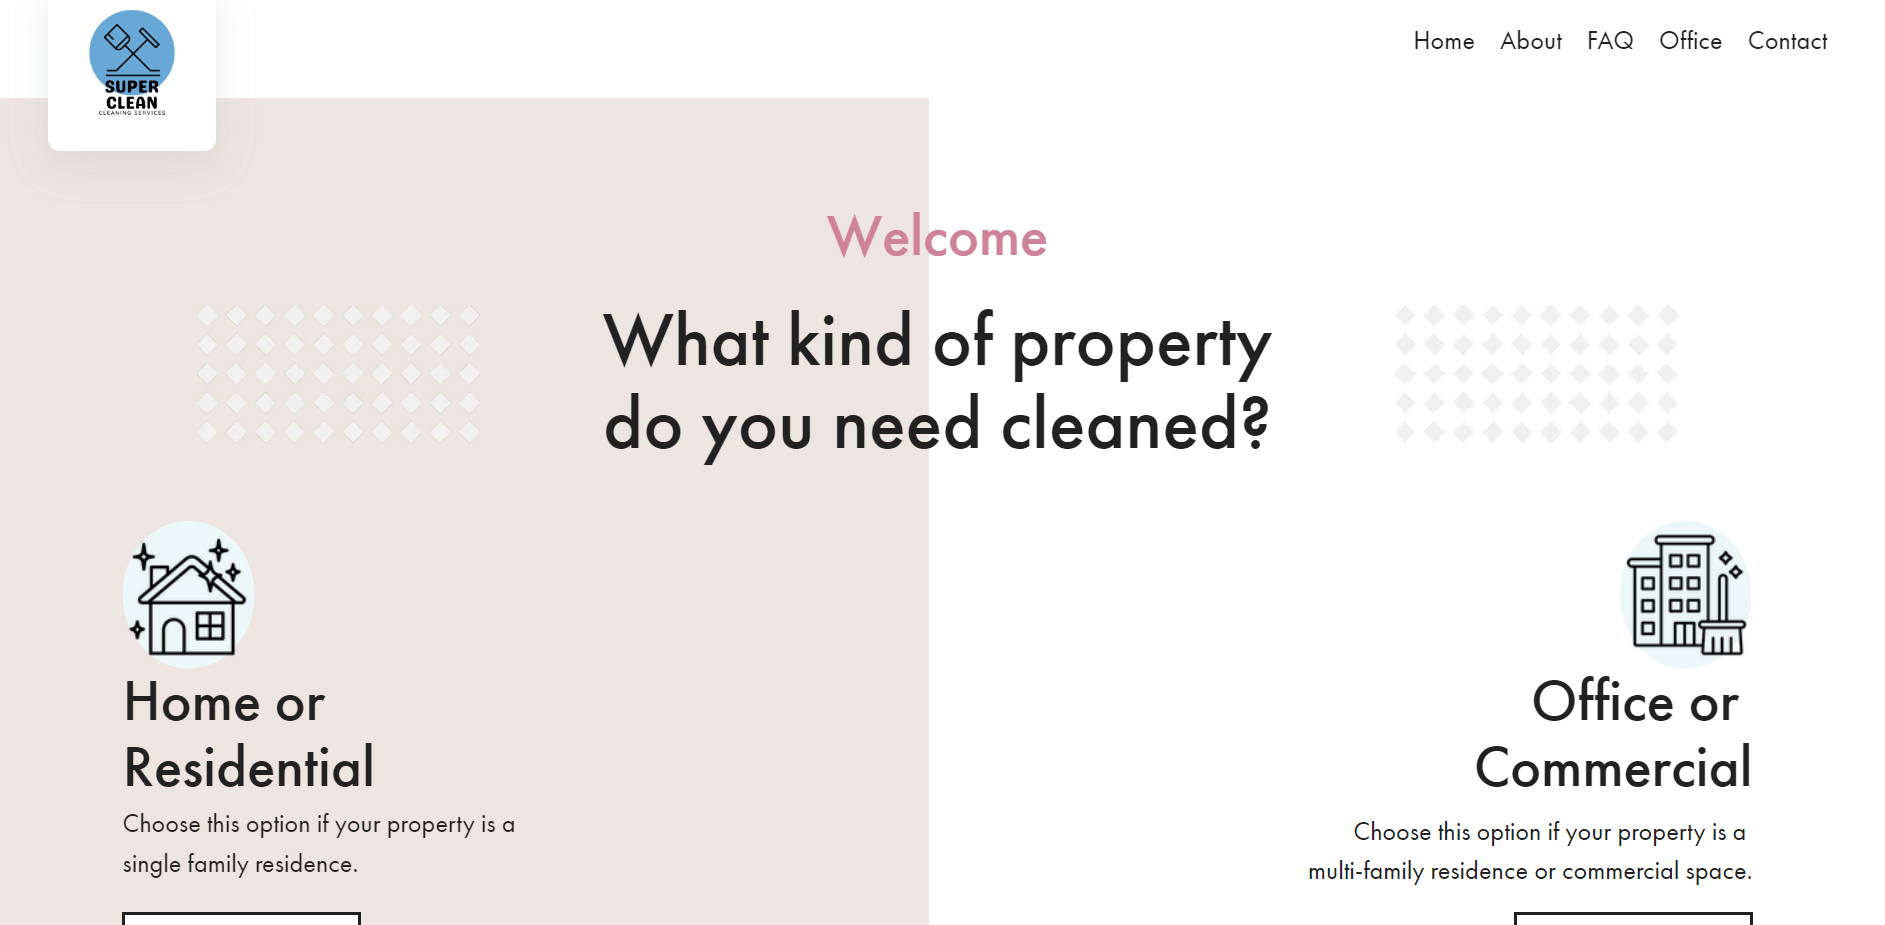 SUPER
CLEAN
CLEANING SERVICES
Home About FAQ Office Contact
Welcome
What kind of property
do you need cleaned?
Home or
Residential
Choose this option if your property is a
single family residence.
Office or
Commercial
Choose this option if your property is a
multi-family residence or commercial space.